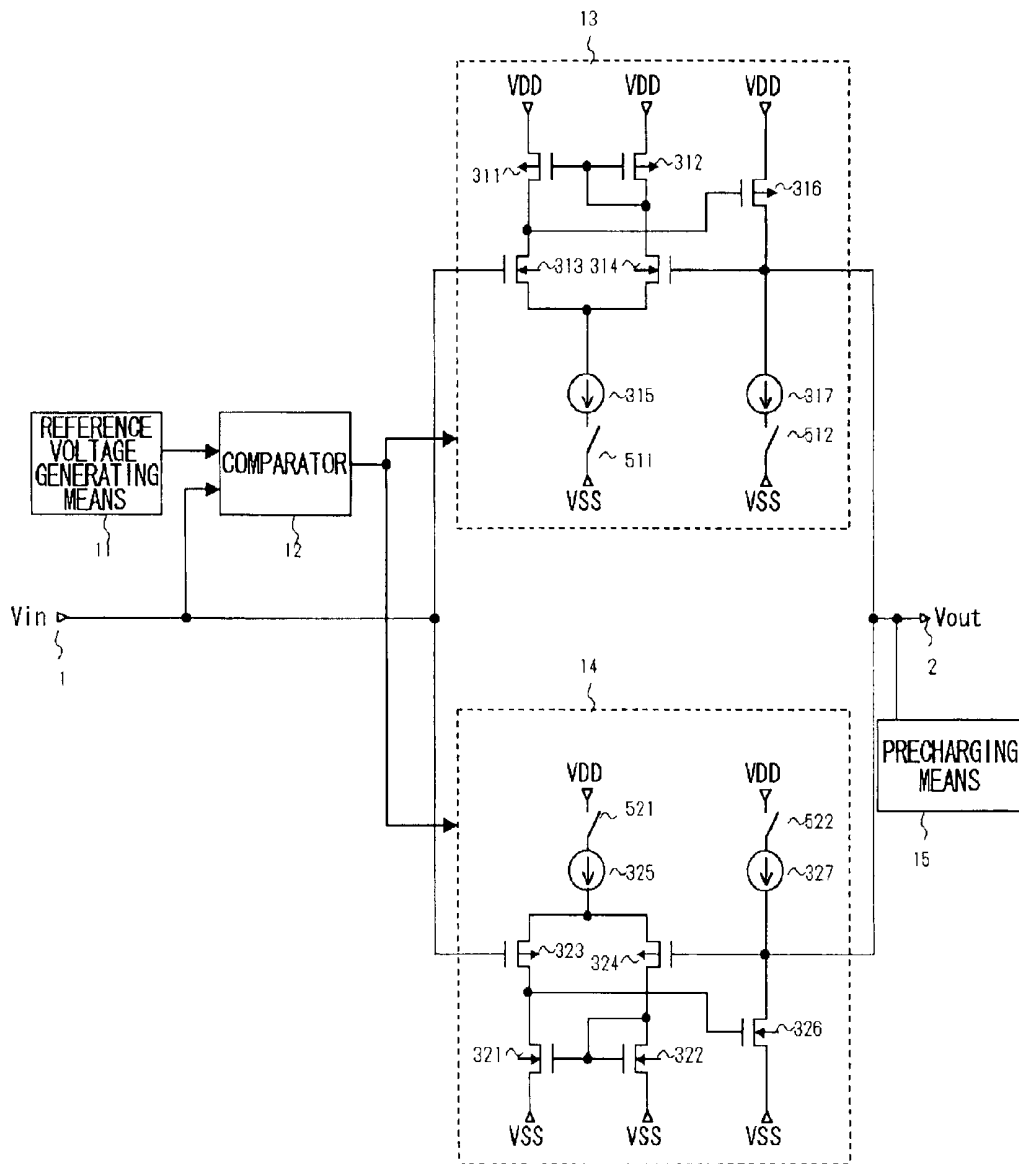 13
VDD VDD VDD
311 312 316
313 314
315 317
511 512
VSS VSS
REFERENCE
VOLTAGE
GENERATING
MEANS
11
COMPARATOR
12
Vin
1
Vout
2
14
PRECHARGING
MEANS
15
VDD VDD
521 522
325 327
323 324
326
321 322
VSS VSS VSS